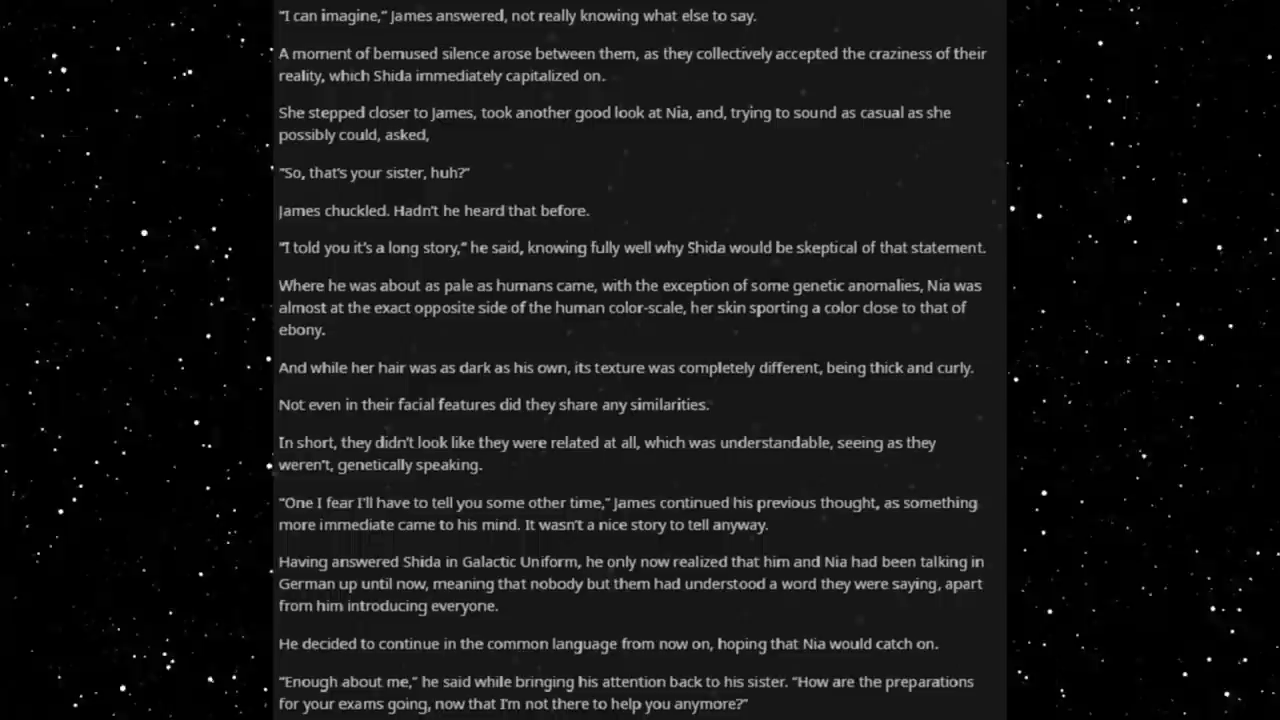 "I can imagine," James answered, not really knowing what else to say.
A moment of bemused silence arose between them, as they collectively accepted the craziness of their
reality, which Shida immediately capitalized on.
She stepped closer to James, took another good look at Nia, and, trying to sound as casual as she
possibly could, asked,
"So, that's your sister, huh?"
James chuckled. Hadn't he heard that before.
"I told you it's a long story," he said, knowing fully well why Shida would be skeptical of that statement.
Where he was about as pale as humans came, with the exception of some genetic anomalies, Nia was
almost at the exact opposite side of the human color-scale, her skin sporting a color close to that of
ebony.
And while her hair was as dark as his own, its texture was completely different, being thick and curly.
Not even in their facial features did they share any similarities.
In short, they didn't look like they were related at all, which was understandable, seeing as they
weren't, genetically speaking.
"One I fear I'll have to tell you some other time," James continued his previous thought, as something
more immediate came to his mind. It wasn't a nice story to tell anyway.
Having answered Shida in Galactic Uniform, he only now realized that him and Nia had been talking in
German up until now, meaning that nobody but them had understood a word they were saying, apart
from him introducing everyone.
He decided to continue in the common language from now on, hoping that Nia would catch on.
"Enough about me," he said while bringing his attention back to his sister. "How are the preparations
for your exams going, now that I'm not there to help you anymore?"